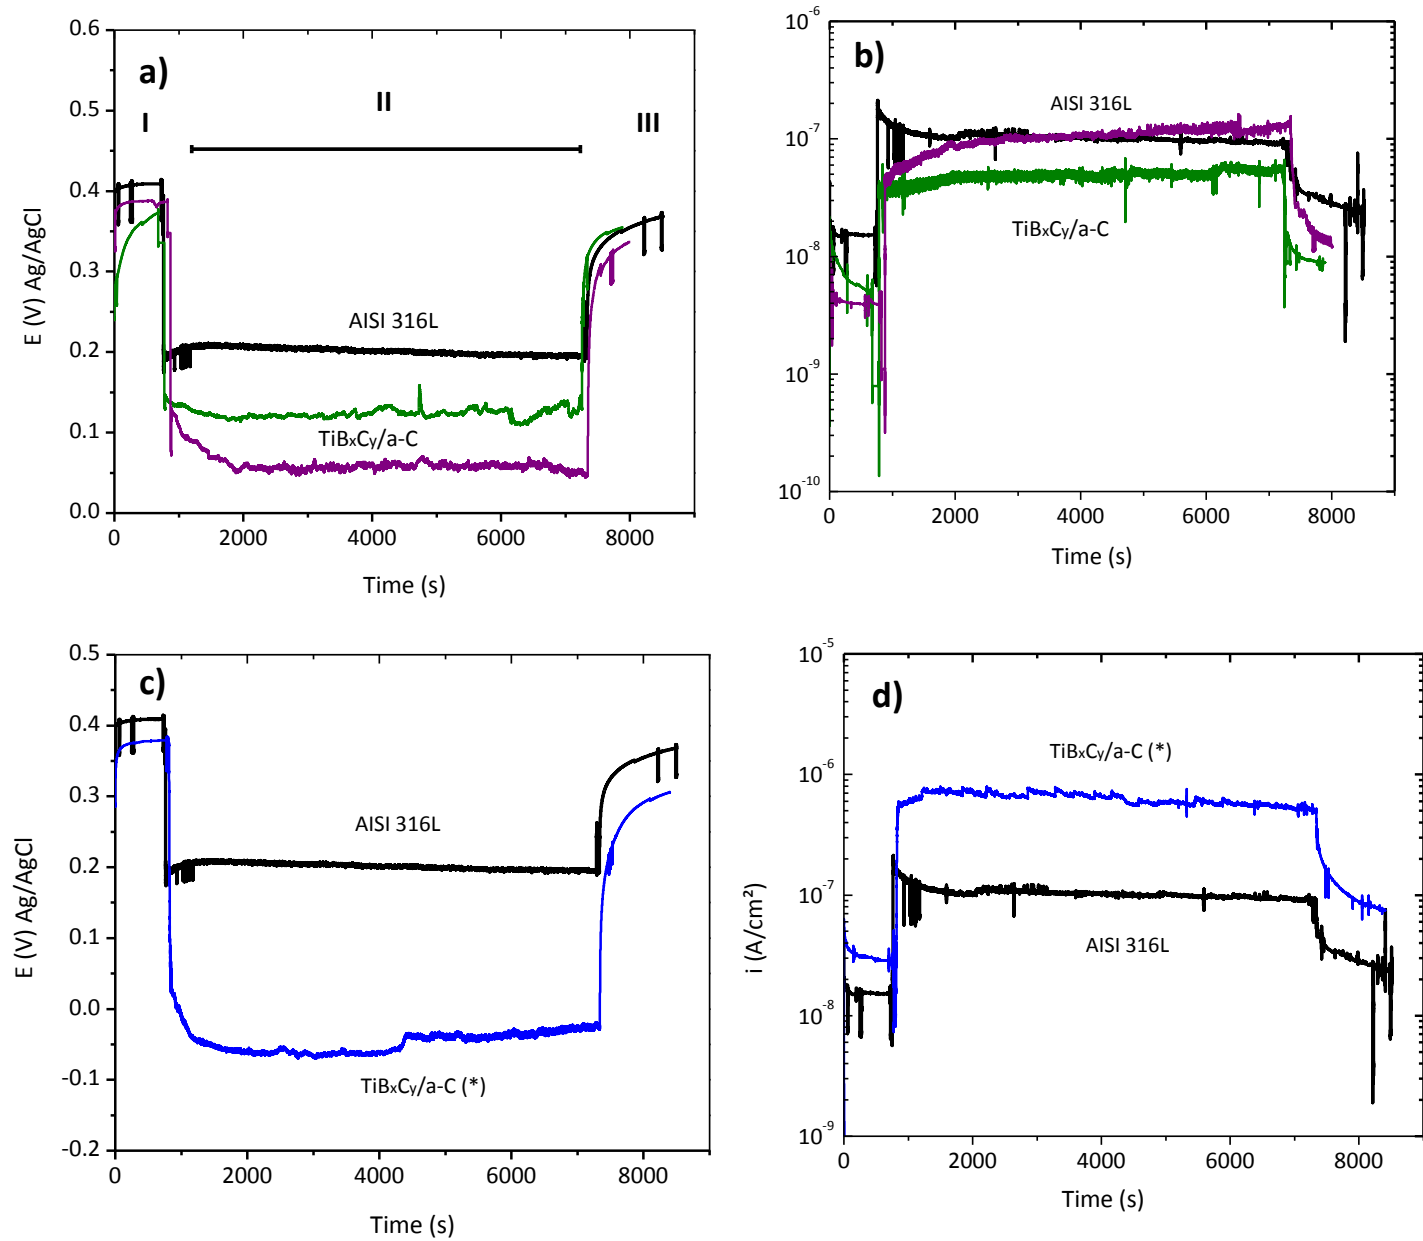 a)
I
II
III
0.6
0.5
0.4
0.3
0.2
0.1
0.0
E (V) Ag/AgCl
AISI 316L
TiBxCy/a-C
0 2000 4000 6000 8000
Time (s)
b)
10⁻⁶
10⁻⁷
10⁻⁸
10⁻⁹
10⁻¹⁰
AISI 316L
TiBxCy/a-C
0 2000 4000 6000 8000
Time (s)
c)
0.5
0.4
0.3
0.2
0.1
0.0
-0.1
-0.2
E (V) Ag/AgCl
AISI 316L
TiBxCy/a-C (*)
0 2000 4000 6000 8000
Time (s)
d)
10⁻⁵
10⁻⁶
10⁻⁷
10⁻⁸
10⁻⁹
i (A/cm²)
TiBxCy/a-C (*)
AISI 316L
0 2000 4000 6000 8000
Time (s)